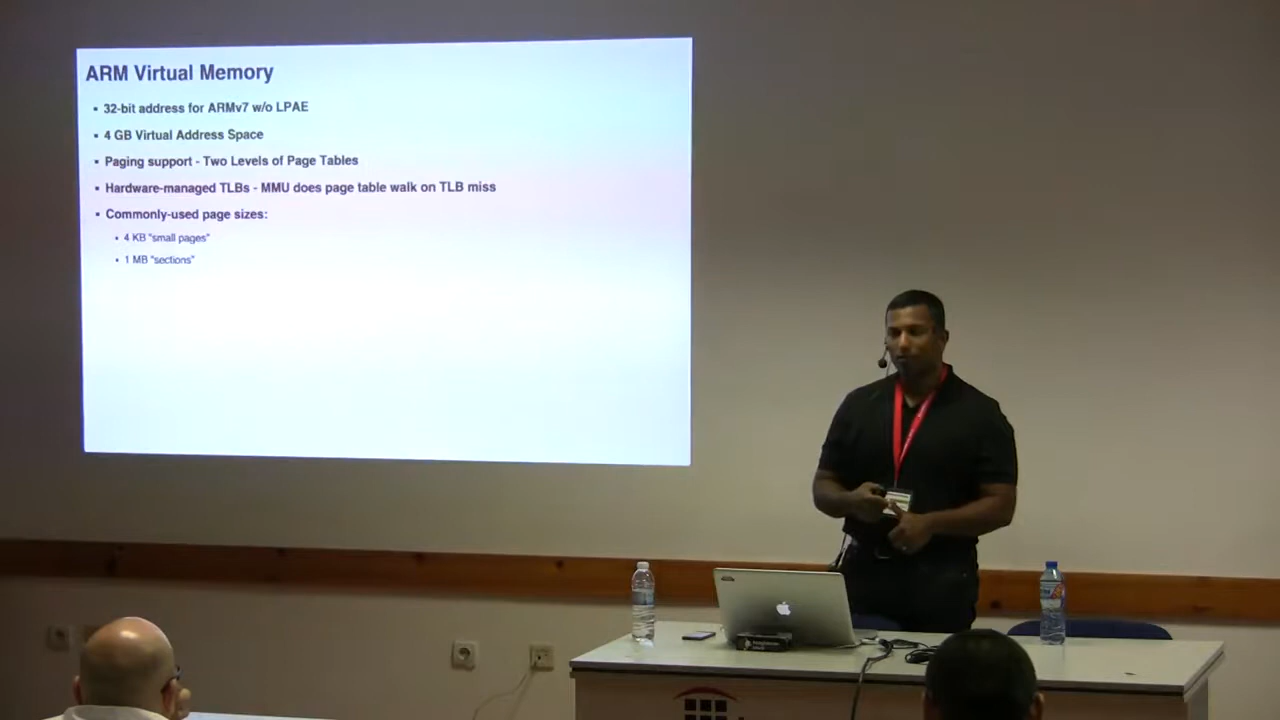 ARM Virtual Memory
32-bit address for ARMv7 w/o LPAE
4 GB Virtual Address Space
Paging support - Two Levels of Page Tables
Hardware-managed TLBs - MMU does page table walk on TLB miss
Commonly-used page sizes:
4 KB "small pages"
1 MB "sections"